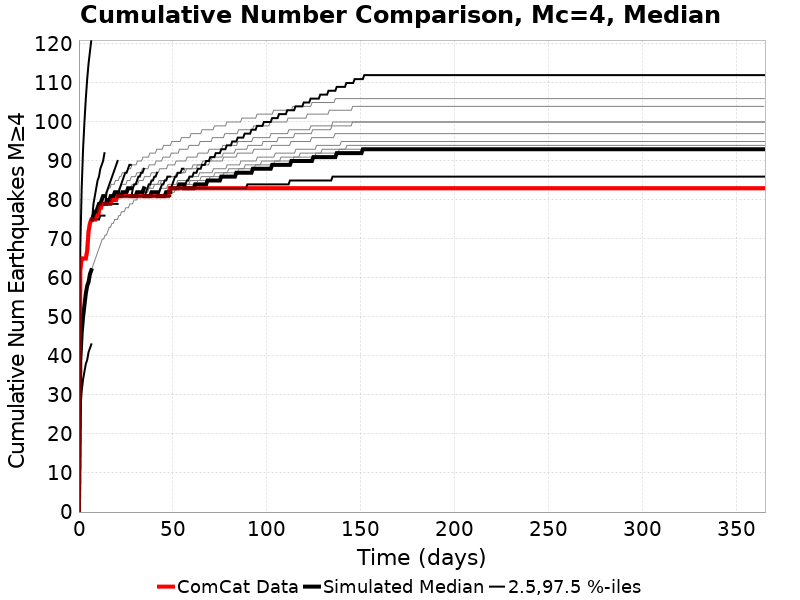 Cumulative Number Comparison, Mc=4, Median
Cumulative Num Earthquakes M≥4
120
110
100
90
80
70
60
50
40
30
20
10
0
0 50 100 150 200 250 300 350
Time (days)
ComCat Data Simulated Median 2.5,97.5 %-iles